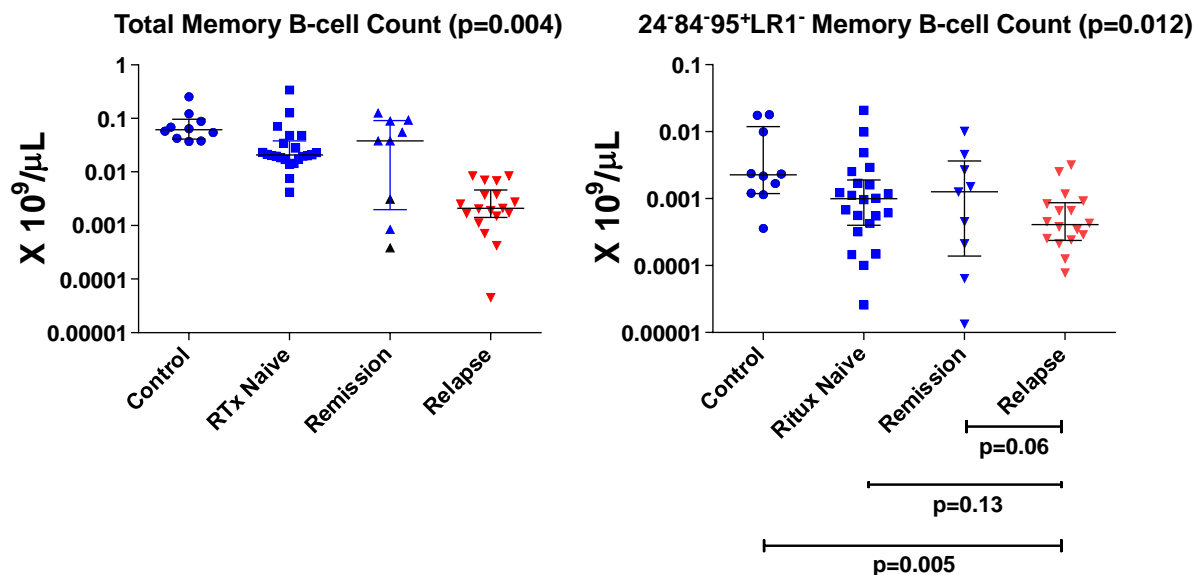 Total Memory B-cell Count (p=0.004)
X 10⁹/µL
1
0.1
0.01
0.001
0.0001
0.00001
Control
RTx Naive
Remission
Relapse
24⁻84⁻95⁺LR1⁻ Memory B-cell Count (p=0.012)
X 10⁹/µL
0.1
0.01
0.001
0.0001
0.00001
Control
Ritux Naive
Remission
Relapse
p=0.06
p=0.13
p=0.005